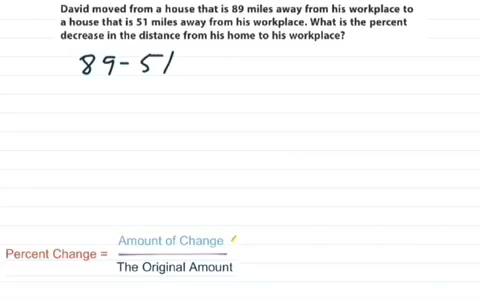 David moved from a house that is 89 miles away from his workplace to
a house that is 51 miles away from his workplace. What is the percent
decrease in the distance from his home to his workplace?
89 - 51
Percent Change = Amount of Change
The Original Amount